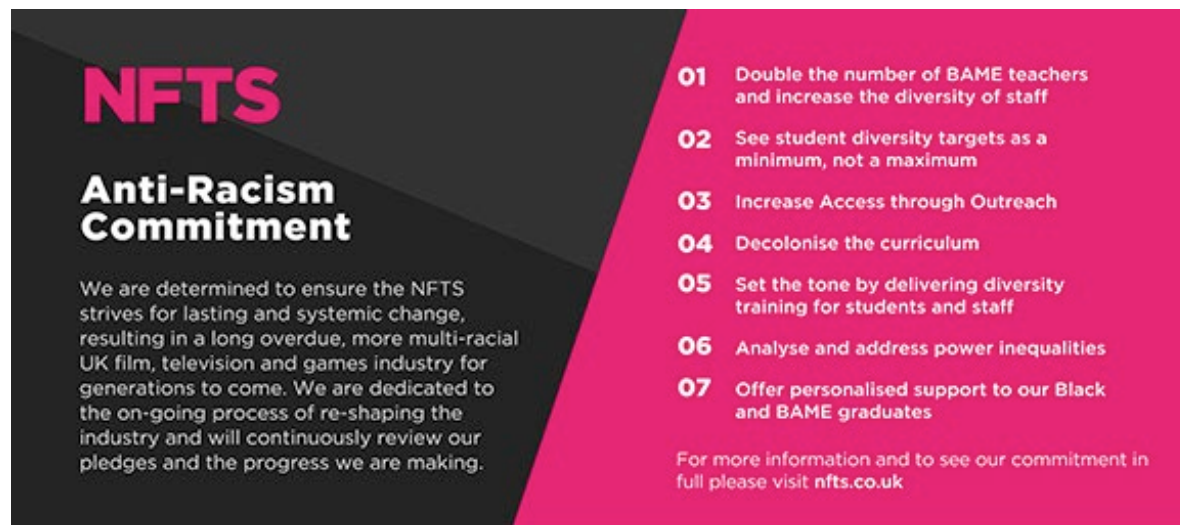 NFTS
Anti-Racism
Commitment
We are determined to ensure the NFTS
strives for lasting and systemic change,
resulting in a long overdue, more multi-racial
UK film, television and games industry for
generations to come. We are dedicated to
the on-going process of re-shaping the
industry and will continuously review our
pledges and the progress we are making.
01 Double the number of BAME teachers
and increase the diversity of staff
02 See student diversity targets as a
minimum, not a maximum
03 Increase Access through Outreach
04 Decolonise the curriculum
05 Set the tone by delivering diversity
training for students and staff
06 Analyse and address power inequalities
07 Offer personalised support to our Black
and BAME graduates
For more information and to see our commitment in
full please visit nfts.co.uk